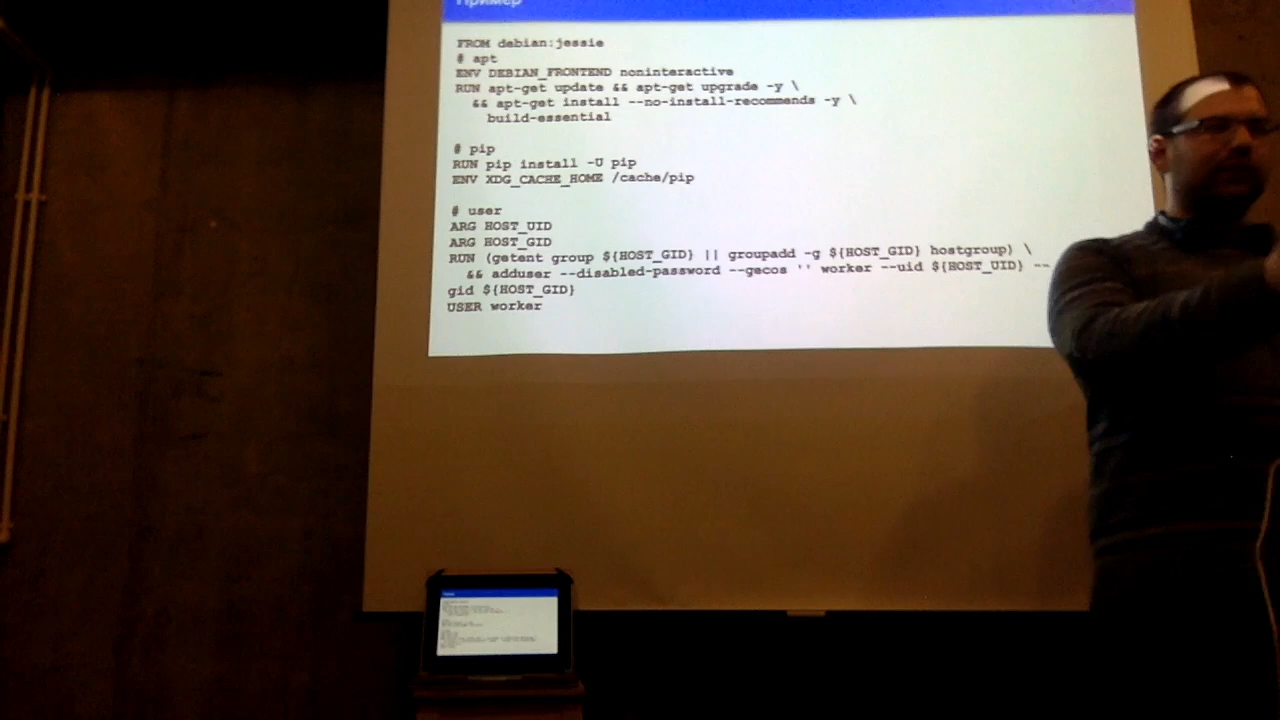 Пример
FROM debian:jessie
# apt
ENV DEBIAN_FRONTEND noninteractive
RUN apt-get update && apt-get upgrade -y \
&& apt-get install --no-install-recommends -y \
build-essential
# pip
RUN pip install -U pip
ENV XDG_CACHE_HOME /cache/pip
# user
ARG HOST_UID
ARG HOST_GID
RUN (getent group ${HOST_GID} || groupadd -g ${HOST_GID} hostgroup) \
&& adduser --disabled-password --gecos '' worker --uid ${HOST_UID} --
gid ${HOST_GID}
USER worker